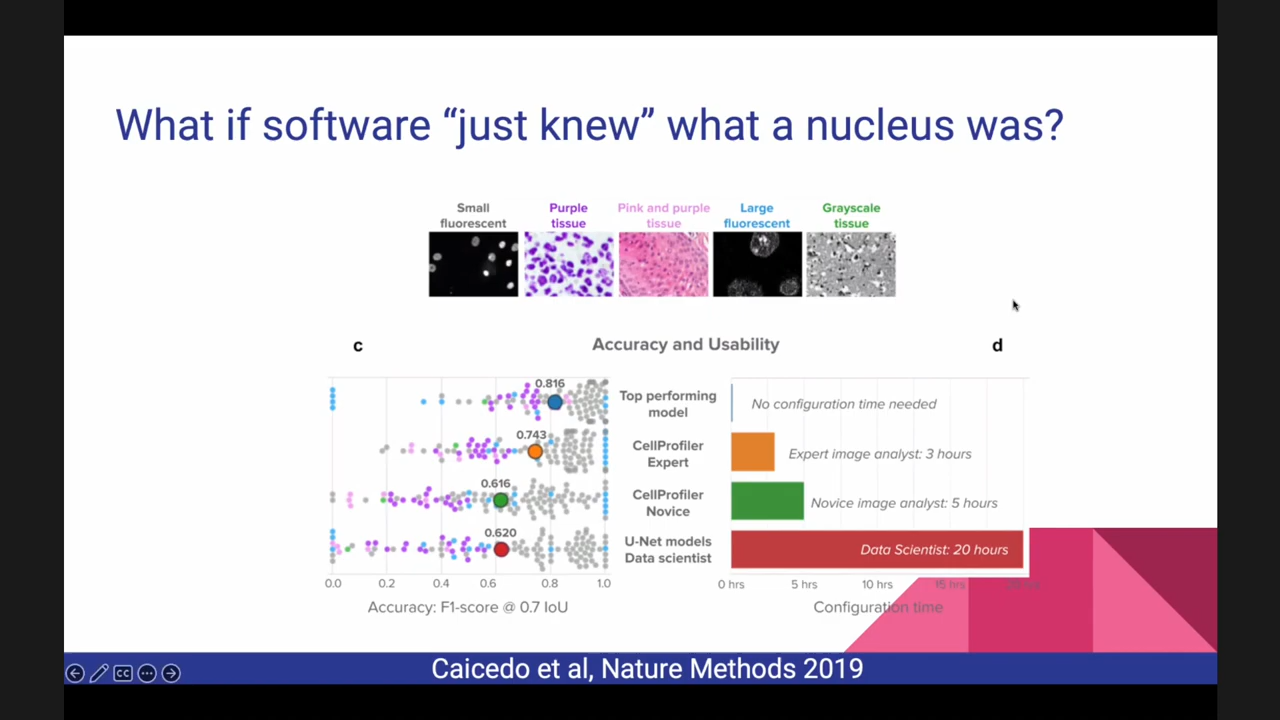 What if software “just knew” what a nucleus was?
Small
fluorescent
Purple
tissue
Pink and purple
tissue
Large
fluorescent
Grayscale
tissue
c
Accuracy and Usability
d
0.816
Top performing
model
No configuration time needed
0.743
CellProfiler
Expert
Expert image analyst: 3 hours
0.616
CellProfiler
Novice
Novice image analyst: 5 hours
0.620
U-Net models
Data scientist
Data Scientist: 20 hours
0.0 0.2 0.4 0.6 0.8 1.0
0 hrs 5 hrs 10 hrs 15 hrs
Accuracy: F1-score @ 0.7 IoU
Configuration time
CC
Caicedo et al, Nature Methods 2019